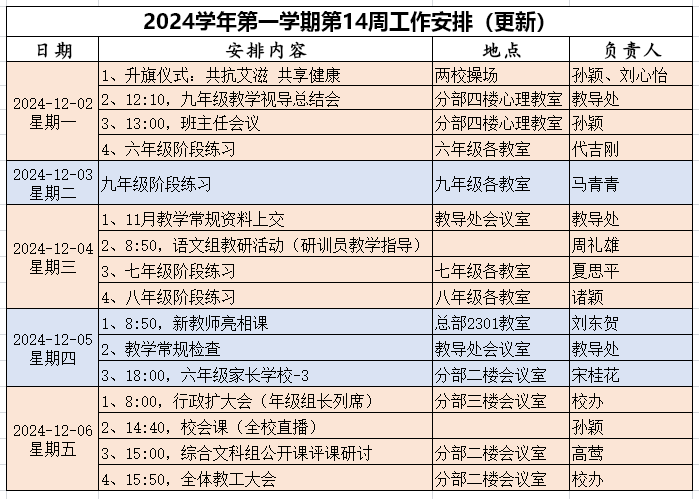 2024学年第一学期第14周工作安排（更新）
日期 安排内容 地点 负责人
2024-12-02 星期一
1、升旗仪式：共抗艾滋 共享健康 两校操场 孙颖、刘心怡
2、12:10，九年级教学视导总结会 分部四楼心理教室 教导处
3、13:00，班主任会议 分部四楼心理教室 孙颖
4、六年级阶段练习 六年级各教室 代吉刚
2024-12-03 星期二
九年级阶段练习 九年级各教室 马青青
2024-12-04 星期三
1、11月教学常规资料上交 教导处会议室 教导处
2、8:50，语文组教研活动（研训员教学指导） 周礼雄
3、七年级阶段练习 七年级各教室 夏思平
4、八年级阶段练习 八年级各教室 诸颖
2024-12-05 星期四
1、8:50，新教师亮相课 总部2301教室 刘东贺
2、教学常规检查 教导处会议室 教导处
3、18:00，六年级家长学校-3 分部二楼会议室 宋桂花
2024-12-06 星期五
1、8:00，行政扩大会（年级组长列席） 分部三楼会议室 校办
2、14:40，校会课（全校直播） 孙颖
3、15:00，综合文科组公开课评课研讨 分部二楼会议室 高莺
4、15:50，全体教工大会 分部二楼会议室 校办